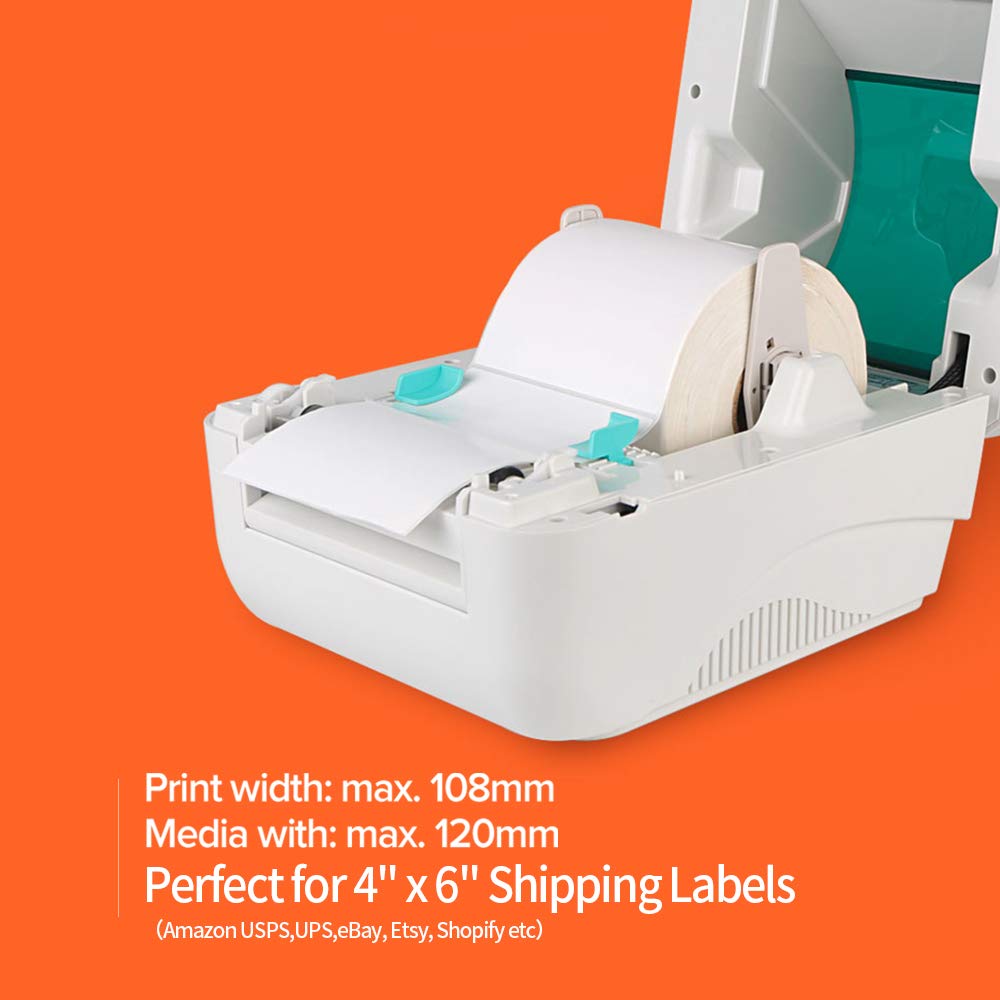 Print width: max. 108mm
Media with: max. 120mm
Perfect for 4" x 6" Shipping Labels
(Amazon USPS,UPS,eBay, Etsy, Shopify etc)